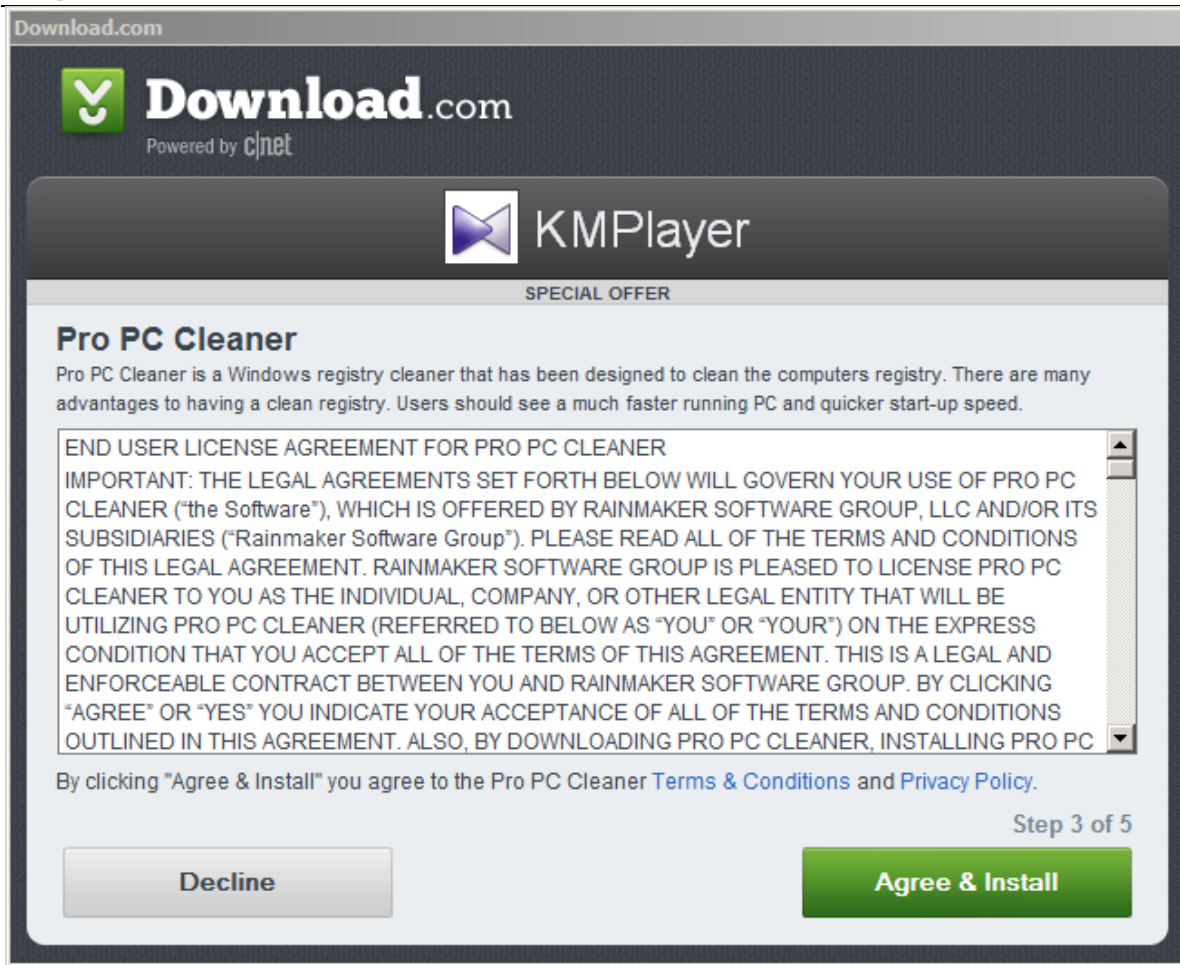 Download.com
Download.com
Powered by c|net
KMPlayer
SPECIAL OFFER
Pro PC Cleaner
Pro PC Cleaner is a Windows registry cleaner that has been designed to clean the computers registry. There are many
advantages to having a clean registry. Users should see a much faster running PC and quicker start-up speed.
END USER LICENSE AGREEMENT FOR PRO PC CLEANER
IMPORTANT: THE LEGAL AGREEMENTS SET FORTH BELOW WILL GOVERN YOUR USE OF PRO PC
CLEANER (“the Software”), WHICH IS OFFERED BY RAINMAKER SOFTWARE GROUP, LLC AND/OR ITS
SUBSIDIARIES (“Rainmaker Software Group”). PLEASE READ ALL OF THE TERMS AND CONDITIONS
OF THIS LEGAL AGREEMENT. RAINMAKER SOFTWARE GROUP IS PLEASED TO LICENSE PRO PC
CLEANER TO YOU AS THE INDIVIDUAL, COMPANY, OR OTHER LEGAL ENTITY THAT WILL BE
UTILIZING PRO PC CLEANER (REFERRED TO BELOW AS “YOU” OR “YOUR”) ON THE EXPRESS
CONDITION THAT YOU ACCEPT ALL OF THE TERMS OF THIS AGREEMENT. THIS IS A LEGAL AND
ENFORCEABLE CONTRACT BETWEEN YOU AND RAINMAKER SOFTWARE GROUP. BY CLICKING
“AGREE” OR “YES” YOU INDICATE YOUR ACCEPTANCE OF ALL OF THE TERMS AND CONDITIONS
OUTLINED IN THIS AGREEMENT. ALSO, BY DOWNLOADING PRO PC CLEANER, INSTALLING PRO PC
By clicking "Agree & Install" you agree to the Pro PC Cleaner Terms & Conditions and Privacy Policy.
Step 3 of 5
Decline
Agree & Install